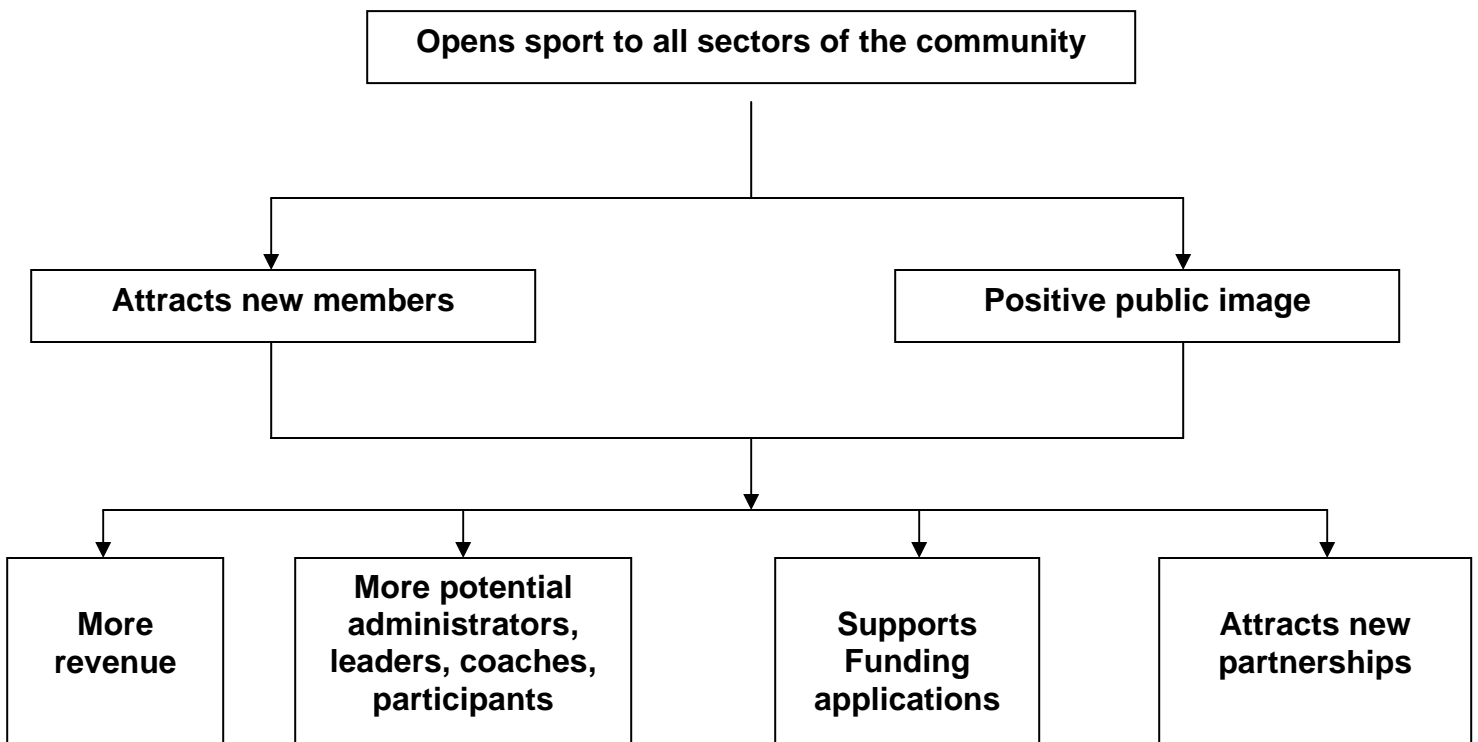 Opens sport to all sectors of the community
Attracts new members
Positive public image
More
revenue
More potential
administrators,
leaders, coaches,
participants
Supports
Funding
applications
Attracts new
partnerships